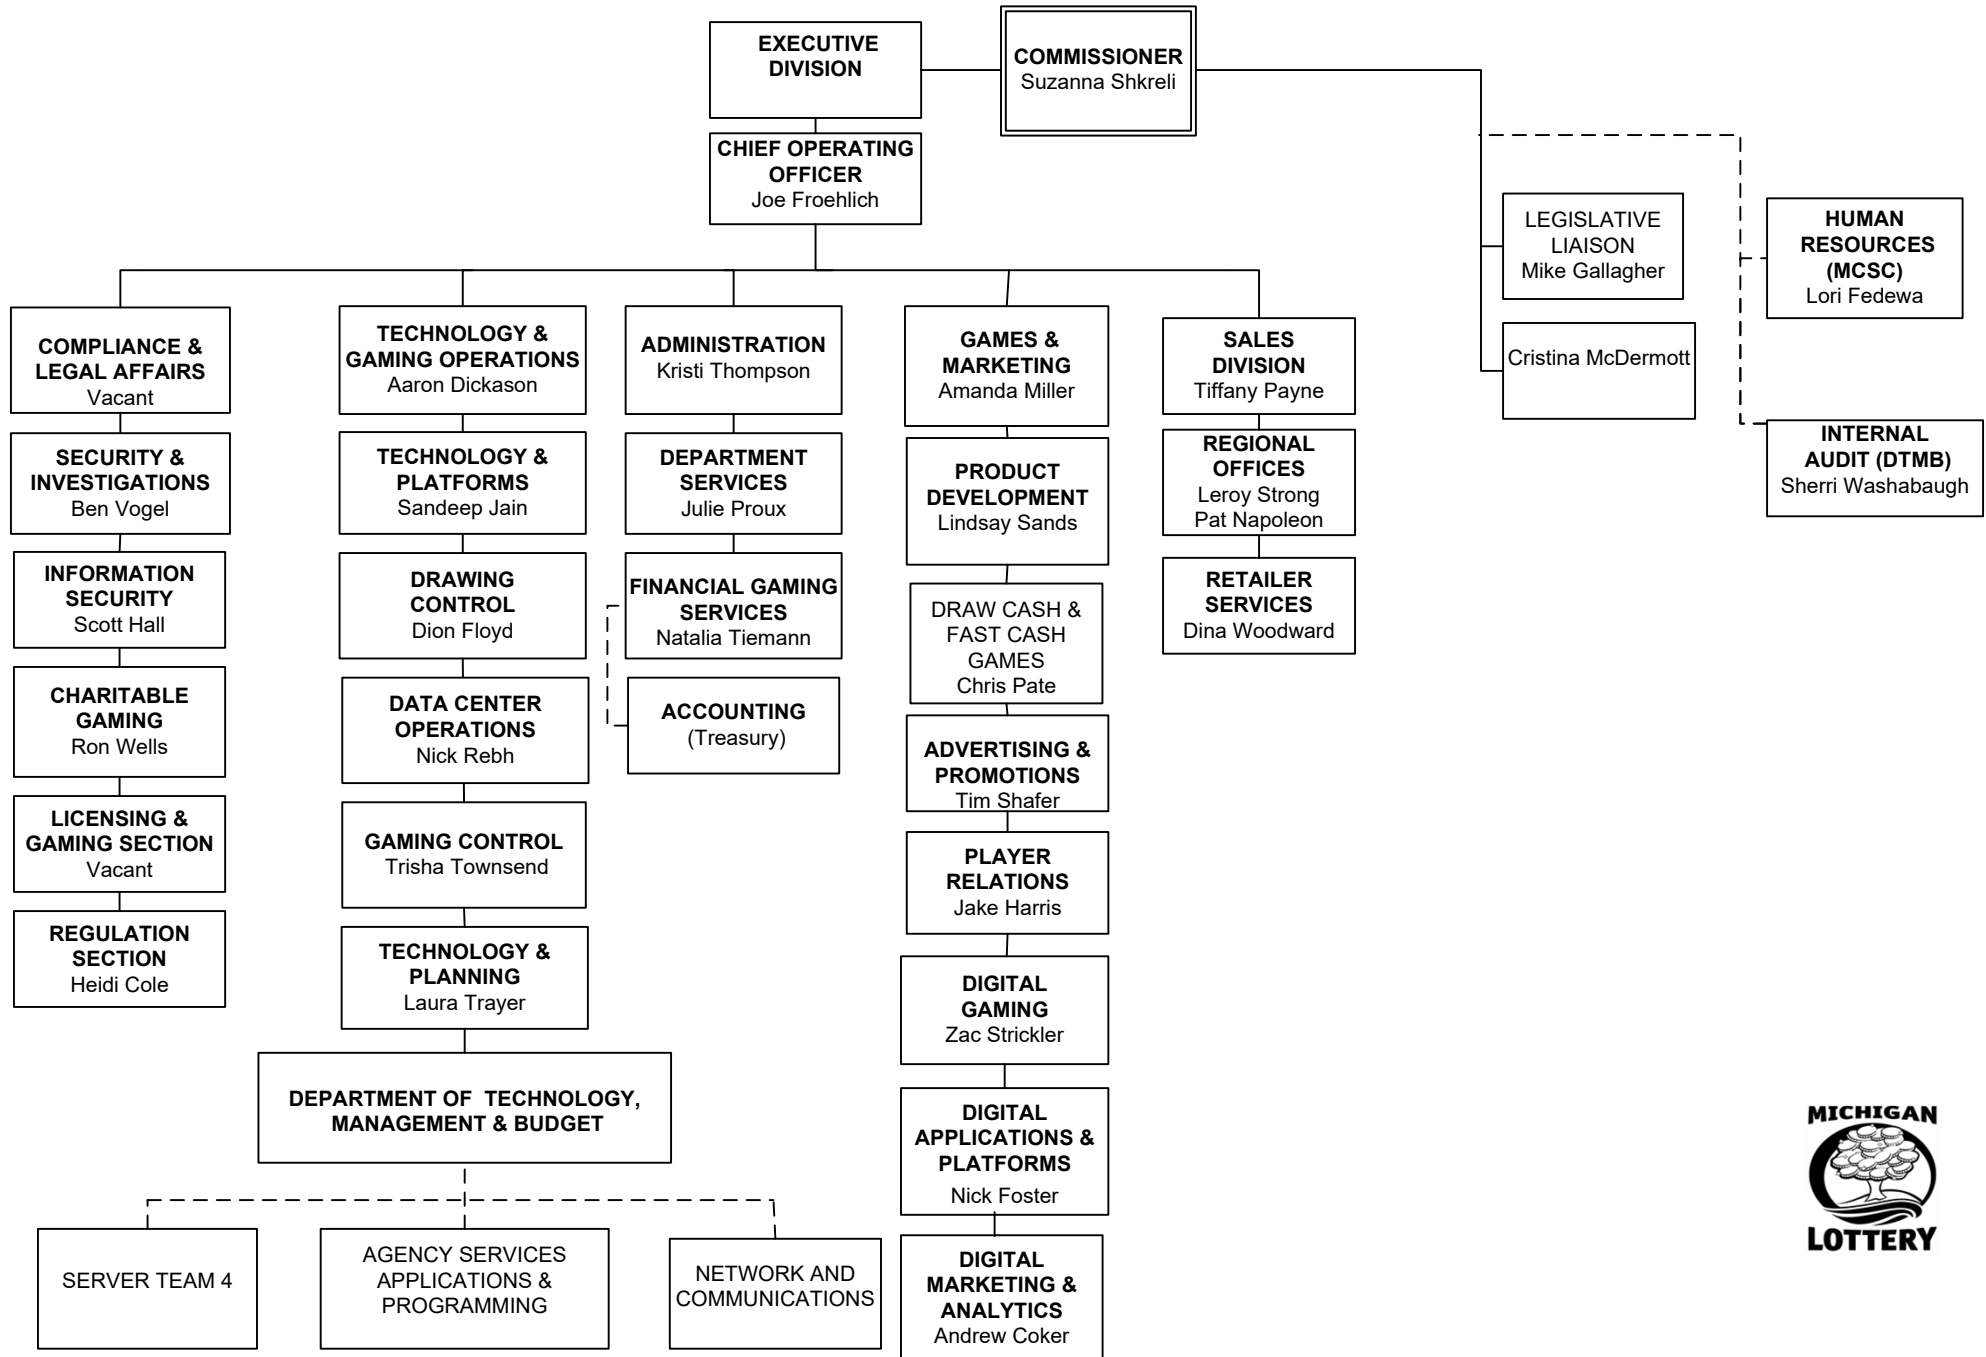 EXECUTIVE
DIVISION
COMMISSIONER
Suzanna Shkreli
CHIEF OPERATING
OFFICER
Joe Froehlich
LEGISLATIVE
LIAISON
Mike Gallagher
HUMAN
RESOURCES
(MCSC)
Lori Fedewa
Cristina McDermott
INTERNAL
AUDIT (DTMB)
Sherri Washabaugh
COMPLIANCE &
LEGAL AFFAIRS
Vacant
SECURITY &
INVESTIGATIONS
Ben Vogel
INFORMATION
SECURITY
Scott Hall
CHARITABLE
GAMING
Ron Wells
LICENSING &
GAMING SECTION
Vacant
REGULATION
SECTION
Heidi Cole
TECHNOLOGY &
GAMING OPERATIONS
Aaron Dickason
TECHNOLOGY &
PLATFORMS
Sandeep Jain
DRAWING
CONTROL
Dion Floyd
DATA CENTER
OPERATIONS
Nick Rebh
GAMING CONTROL
Trisha Townsend
TECHNOLOGY &
PLANNING
Laura Trayer
DEPARTMENT OF TECHNOLOGY,
MANAGEMENT & BUDGET
SERVER TEAM 4
AGENCY SERVICES
APPLICATIONS &
PROGRAMMING
NETWORK AND
COMMUNICATIONS
ADMINISTRATION
Kristi Thompson
DEPARTMENT
SERVICES
Julie Proux
FINANCIAL GAMING
SERVICES
Natalia Tiemann
ACCOUNTING
(Treasury)
GAMES &
MARKETING
Amanda Miller
PRODUCT
DEVELOPMENT
Lindsay Sands
DRAW CASH &
FAST CASH
GAMES
Chris Pate
ADVERTISING &
PROMOTIONS
Tim Shafer
PLAYER
RELATIONS
Jake Harris
DIGITAL
GAMING
Zac Strickler
DIGITAL
APPLICATIONS &
PLATFORMS
Nick Foster
DIGITAL
MARKETING &
ANALYTICS
Andrew Coker
SALES
DIVISION
Tiffany Payne
REGIONAL
OFFICES
Leroy Strong
Pat Napoleon
RETAILER
SERVICES
Dina Woodward
MICHIGAN
LOTTERY